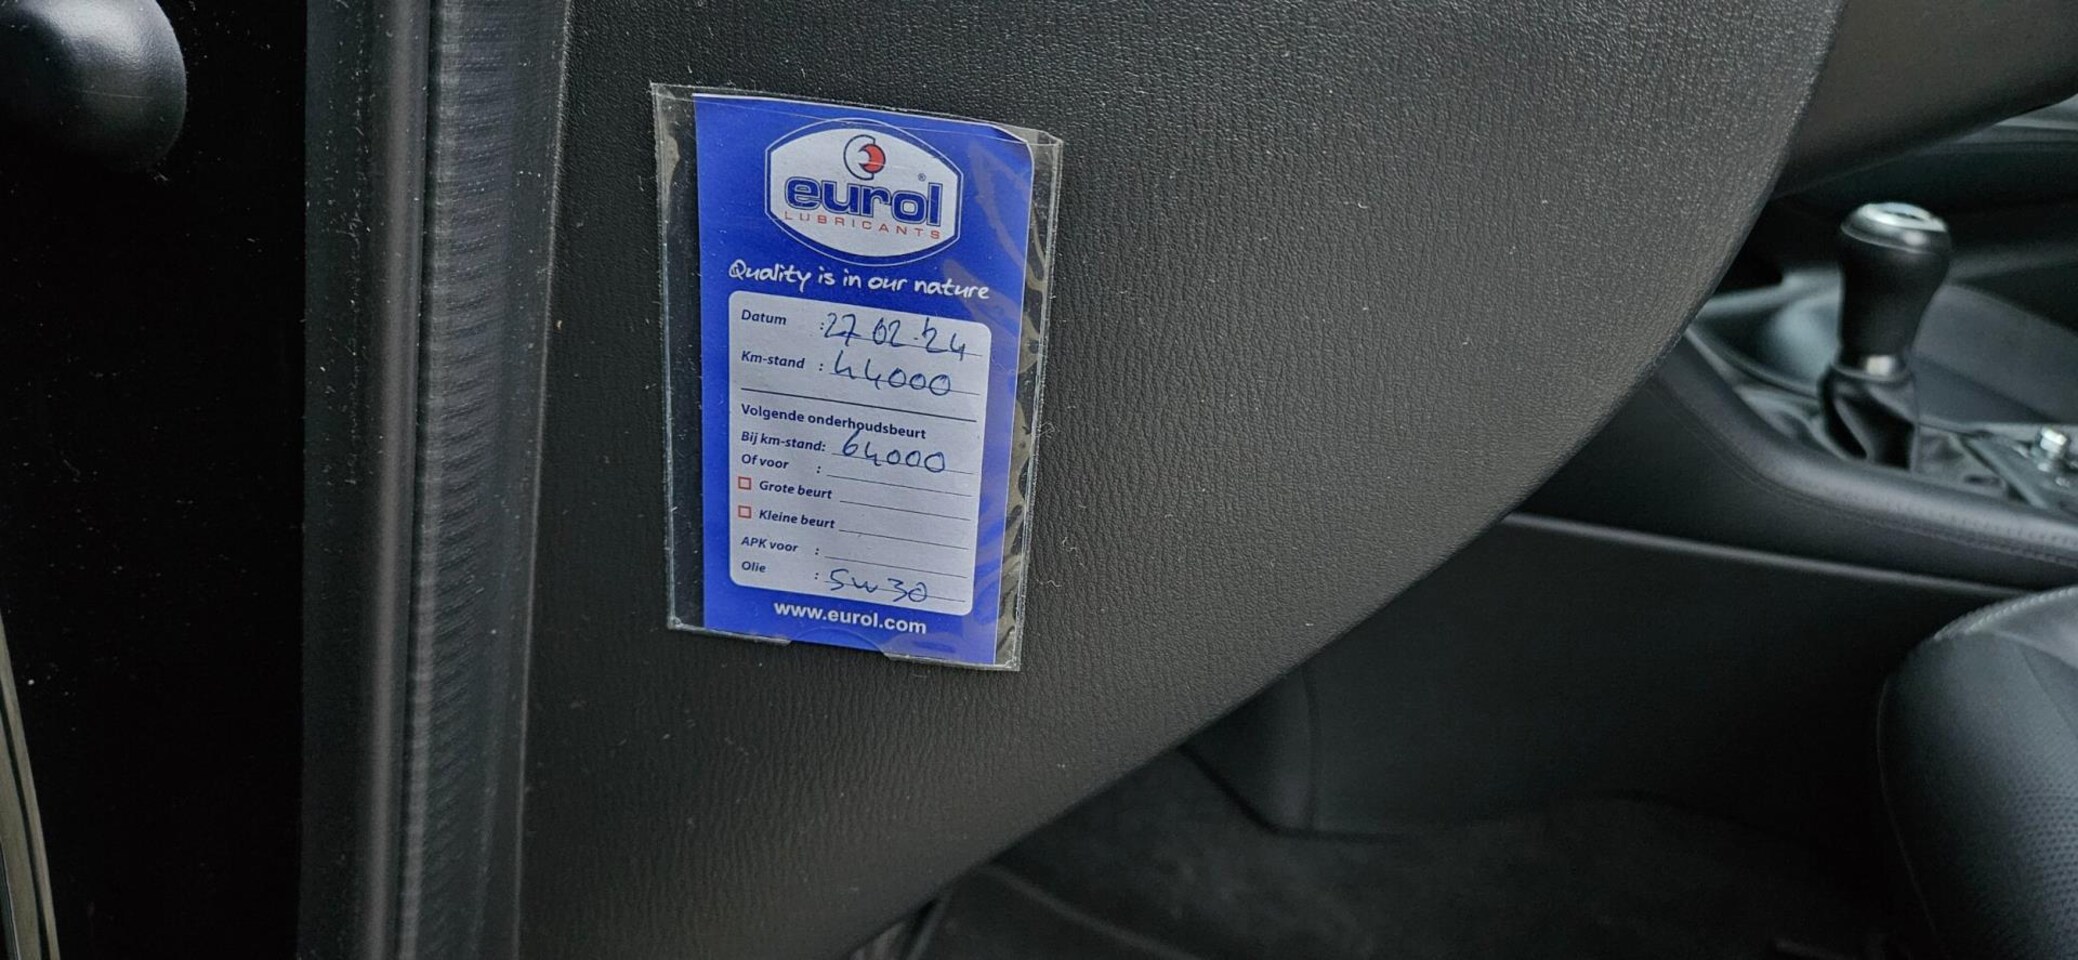 eurol®
LUBRICANTS
Quality is in our nature
Datum : 27 02.24
Km-stand : 44000
Volgende onderhoudsbeurt
Bij km-stand: 64000
Of voor :
Grote beurt
Kleine beurt
APK voor :
Olie : 5w30
www.eurol.com